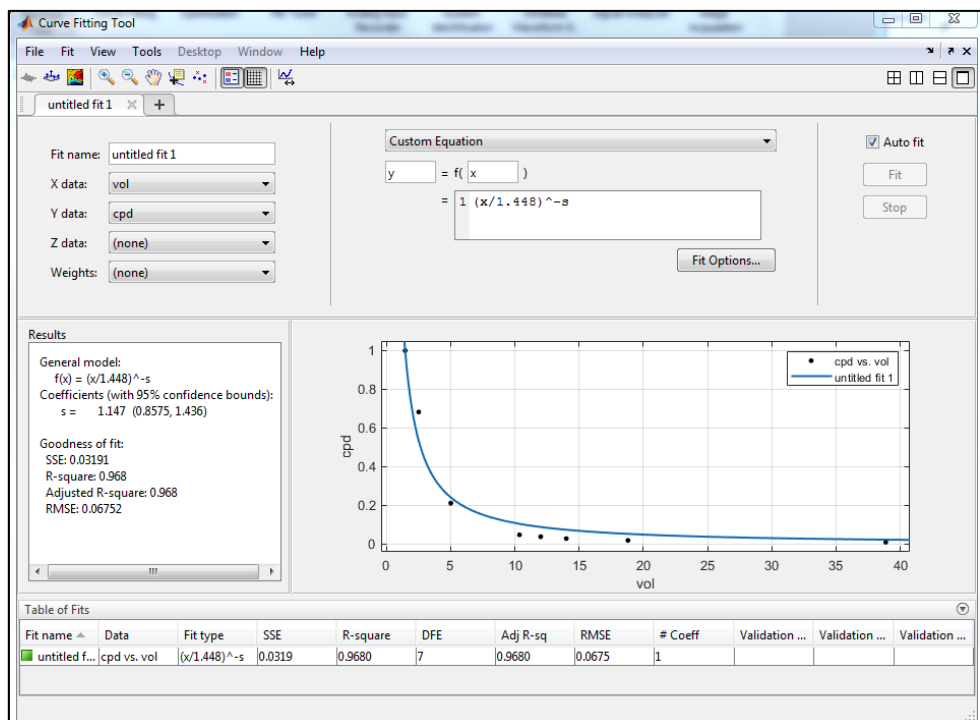 Curve Fitting Tool
File Fit View Tools Desktop Window Help
untitled fit 1
Fit name: untitled fit 1
X data: vol
Y data: cpd
Z data: (none)
Weights: (none)
Custom Equation
y = f( x )
= 1 (x/1.448)^-s
Fit Options...
Auto fit
Fit
Stop
Results
General model:
f(x) = (x/1.448)^-s
Coefficients (with 95% confidence bounds):
s = 1.147 (0.8575, 1.436)
Goodness of fit:
SSE: 0.03191
R-square: 0.968
Adjusted R-square: 0.968
RMSE: 0.06752
cpd vs. vol
untitled fit 1
1
0.8
0.6
0.4
0.2
0
cpd
0 5 10 15 20 25 30 35 40
vol
Table of Fits
Fit name Data Fit type SSE R-square DFE Adj R-sq RMSE # Coeff Validation ... Validation ... Validation ...
untitled f... cpd vs. vol (x/1.448)^-s 0.0319 0.9680 7 0.9680 0.0675 1